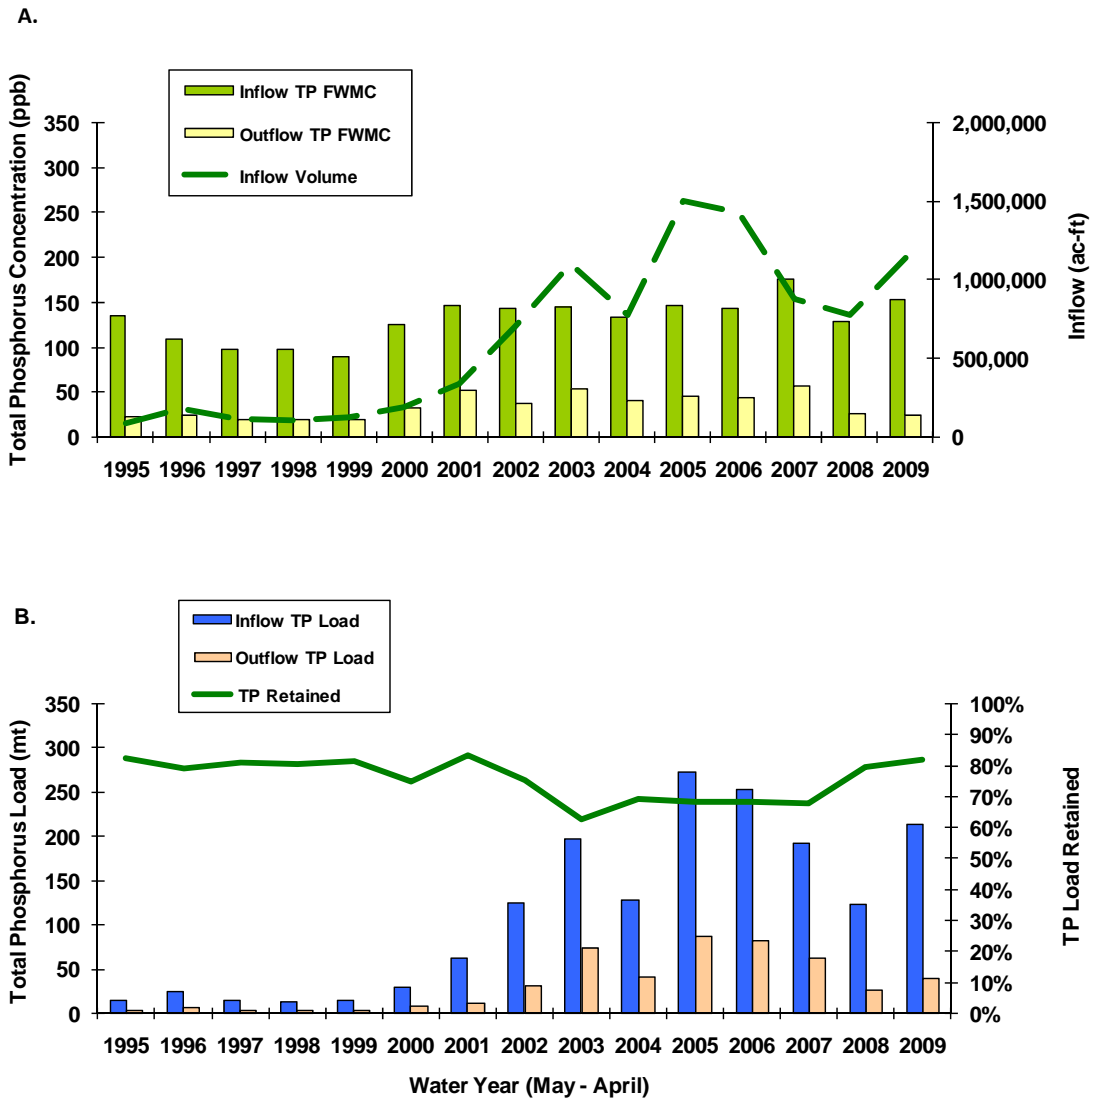 A.
Inflow TP FWMC
Outflow TP FWMC
Inflow Volume
Total Phosphorus Concentration (ppb)
350
300
250
200
150
100
50
0
2,000,000
1,500,000
1,000,000
500,000
0
Inflow (ac-ft)
1995 1996 1997 1998 1999 2000 2001 2002 2003 2004 2005 2006 2007 2008 2009
B.
Inflow TP Load
Outflow TP Load
TP Retained
Total Phosphorus Load (mt)
350
300
250
200
150
100
50
0
100%
90%
80%
70%
60%
50%
40%
30%
20%
10%
0%
TP Load Retained
1995 1996 1997 1998 1999 2000 2001 2002 2003 2004 2005 2006 2007 2008 2009
Water Year (May - April)